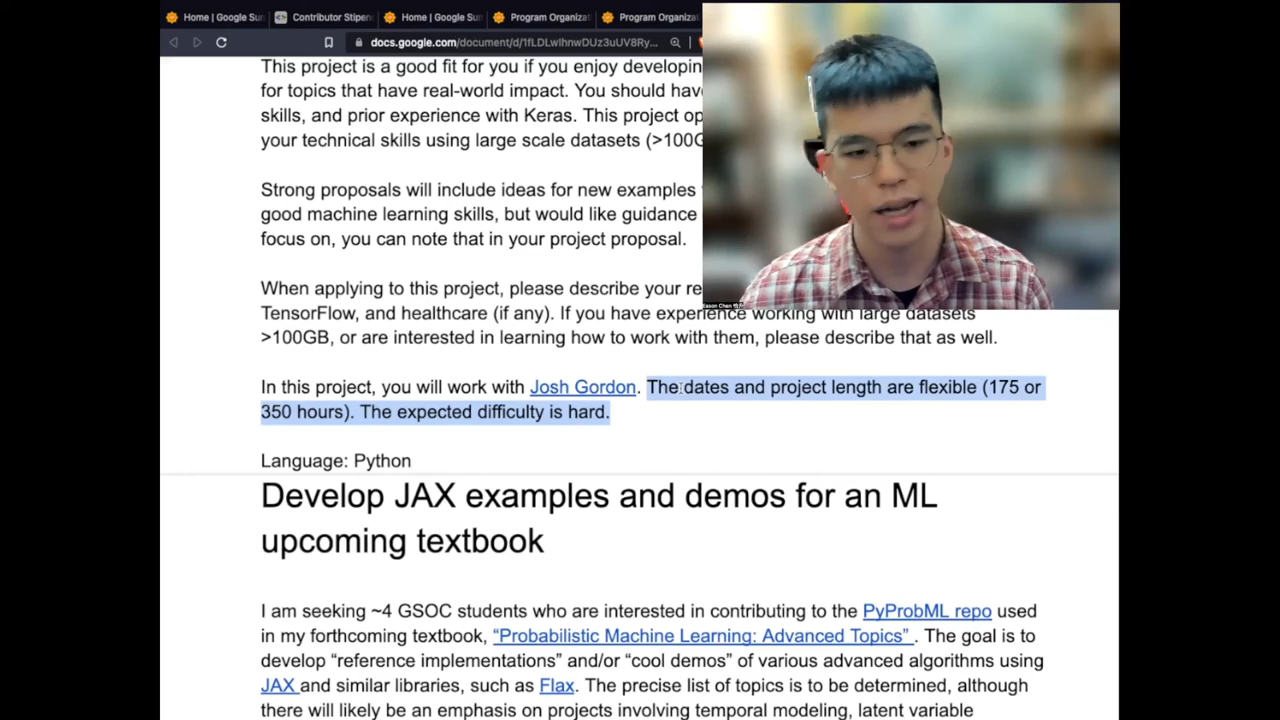 Home | Google Sum
Contributor Stipen
Home | Google Sum
Program Organizat
Program Organizat
docs.google.com/document/d/1fLDLwIhnwDUz3uUV8Ry...
This project is a good fit for you if you enjoy developin
for topics that have real-world impact. You should hav
skills, and prior experience with Keras. This project op
your technical skills using large scale datasets (>100G
Strong proposals will include ideas for new examples
good machine learning skills, but would like guidance
focus on, you can note that in your project proposal.
When applying to this project, please describe your re
TensorFlow, and healthcare (if any). If you have experience working with large datasets
>100GB, or are interested in learning how to work with them, please describe that as well.
In this project, you will work with Josh Gordon. The dates and project length are flexible (175 or
350 hours). The expected difficulty is hard.
Language: Python
Develop JAX examples and demos for an ML
upcoming textbook
I am seeking ~4 GSOC students who are interested in contributing to the PyProbML repo used
in my forthcoming textbook, “Probabilistic Machine Learning: Advanced Topics” . The goal is to
develop “reference implementations” and/or “cool demos” of various advanced algorithms using
JAX and similar libraries, such as Flax. The precise list of topics is to be determined, although
there will likely be an emphasis on projects involving temporal modeling, latent variable
Eason Chen